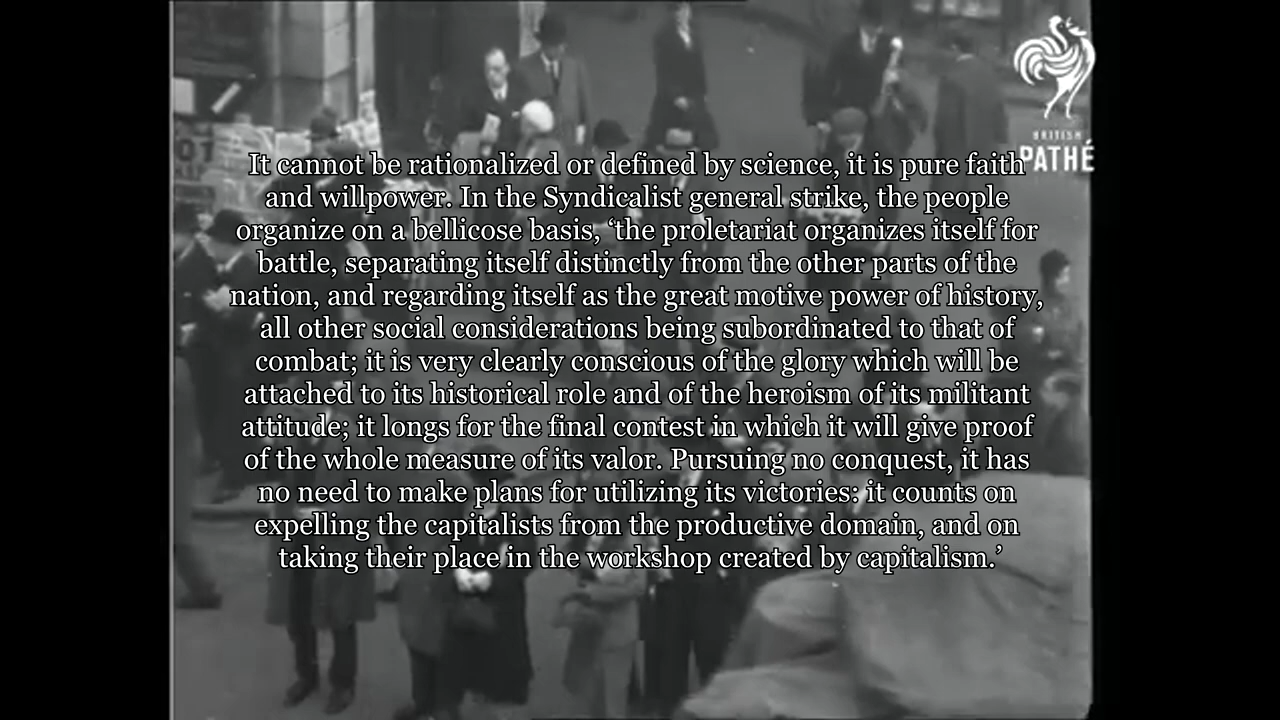 BRITISH
PATHÉ
It cannot be rationalized or defined by science, it is pure faith
and willpower. In the Syndicalist general strike, the people
organize on a bellicose basis, ‘the proletariat organizes itself for
battle, separating itself distinctly from the other parts of the
nation, and regarding itself as the great motive power of history,
all other social considerations being subordinated to that of
combat; it is very clearly conscious of the glory which will be
attached to its historical role and of the heroism of its militant
attitude; it longs for the final contest in which it will give proof
of the whole measure of its valor. Pursuing no conquest, it has
no need to make plans for utilizing its victories: it counts on
expelling the capitalists from the productive domain, and on
taking their place in the workshop created by capitalism.’